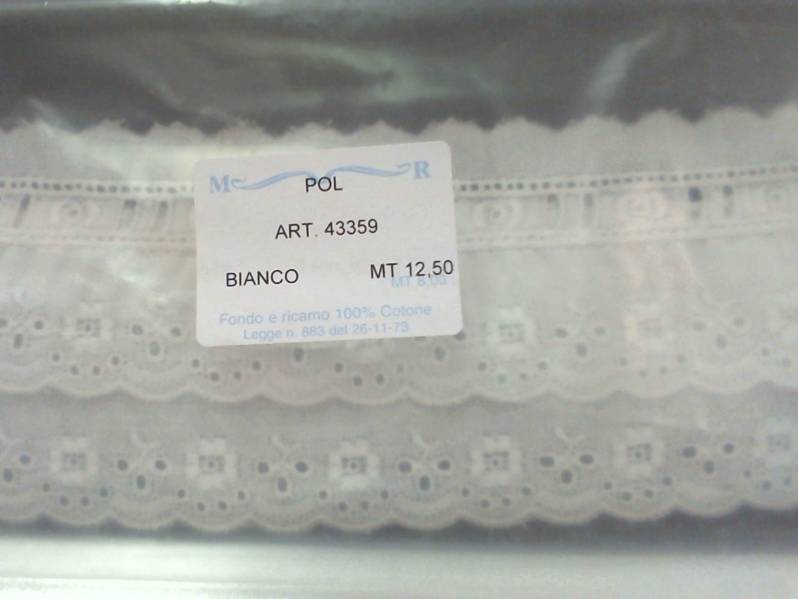 M R
POL
ART. 43359
BIANCO MT 12,50
MT 8,00
Fondo e ricamo 100% Cotone
Legge n. 883 del 26-11-73